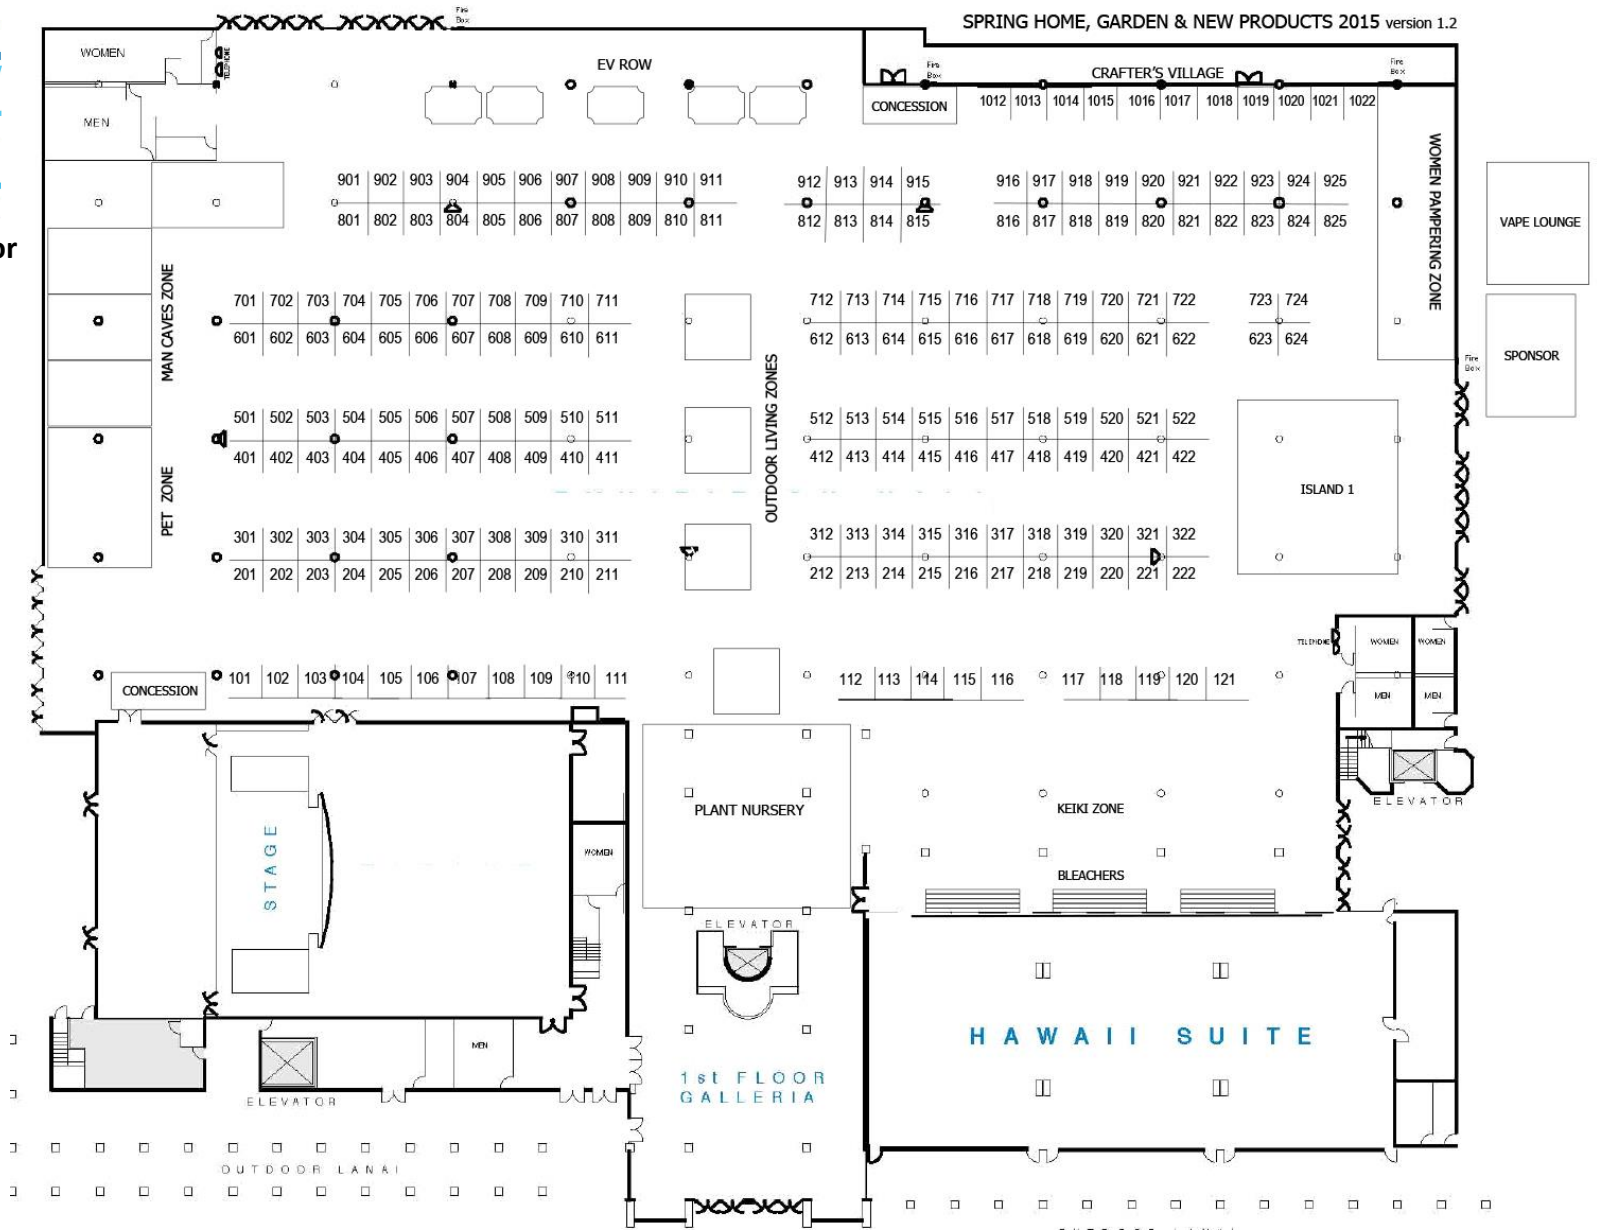 SPRING HOME, GARDEN & NEW PRODUCTS 2015 version 1.2
Fire Box
WOMEN
TELEPHONE
MEN
EV ROW
Fire Box
CRAFTER'S VILLAGE
Fire Box
CONCESSION
1012 1013 1014 1015 1016 1017 1018 1019 1020 1021 1022
WOMEN PAMPERING ZONE
VAPE LOUNGE
SPONSOR
Fire Box
or
901 902 903 904 905 906 907 908 909 910 911
912 913 914 915
916 917 918 919 920 921 922 923 924 925
801 802 803 804 805 806 807 808 809 810 811
812 813 814 815
816 817 818 819 820 821 822 823 824 825
MAN CAVES ZONE
701 702 703 704 705 706 707 708 709 710 711
712 713 714 715 716 717 718 719 720 721 722
723 724
601 602 603 604 605 606 607 608 609 610 611
612 613 614 615 616 617 618 619 620 621 622
623 624
OUTDOOR LIVING ZONES
PET ZONE
501 502 503 504 505 506 507 508 509 510 511
512 513 514 515 516 517 518 519 520 521 522
401 402 403 404 405 406 407 408 409 410 411
412 413 414 415 416 417 418 419 420 421 422
ISLAND 1
301 302 303 304 305 306 307 308 309 310 311
312 313 314 315 316 317 318 319 320 321 322
201 202 203 204 205 206 207 208 209 210 211
212 213 214 215 216 217 218 219 220 221 222
TELEPHONE
WOMEN
WOMEN
MEN
MEN
CONCESSION
101 102 103 104 105 106 107 108 109 110 111
112 113 114 115 116
117 118 119 120 121
ELEVATOR
STAGE
WOMEN
PLANT NURSERY
KEIKI ZONE
BLEACHERS
ELEVATOR
HAWAII SUITE
MEN
1st FLOOR
GALLERIA
ELEVATOR
OUTDOOR LANAI